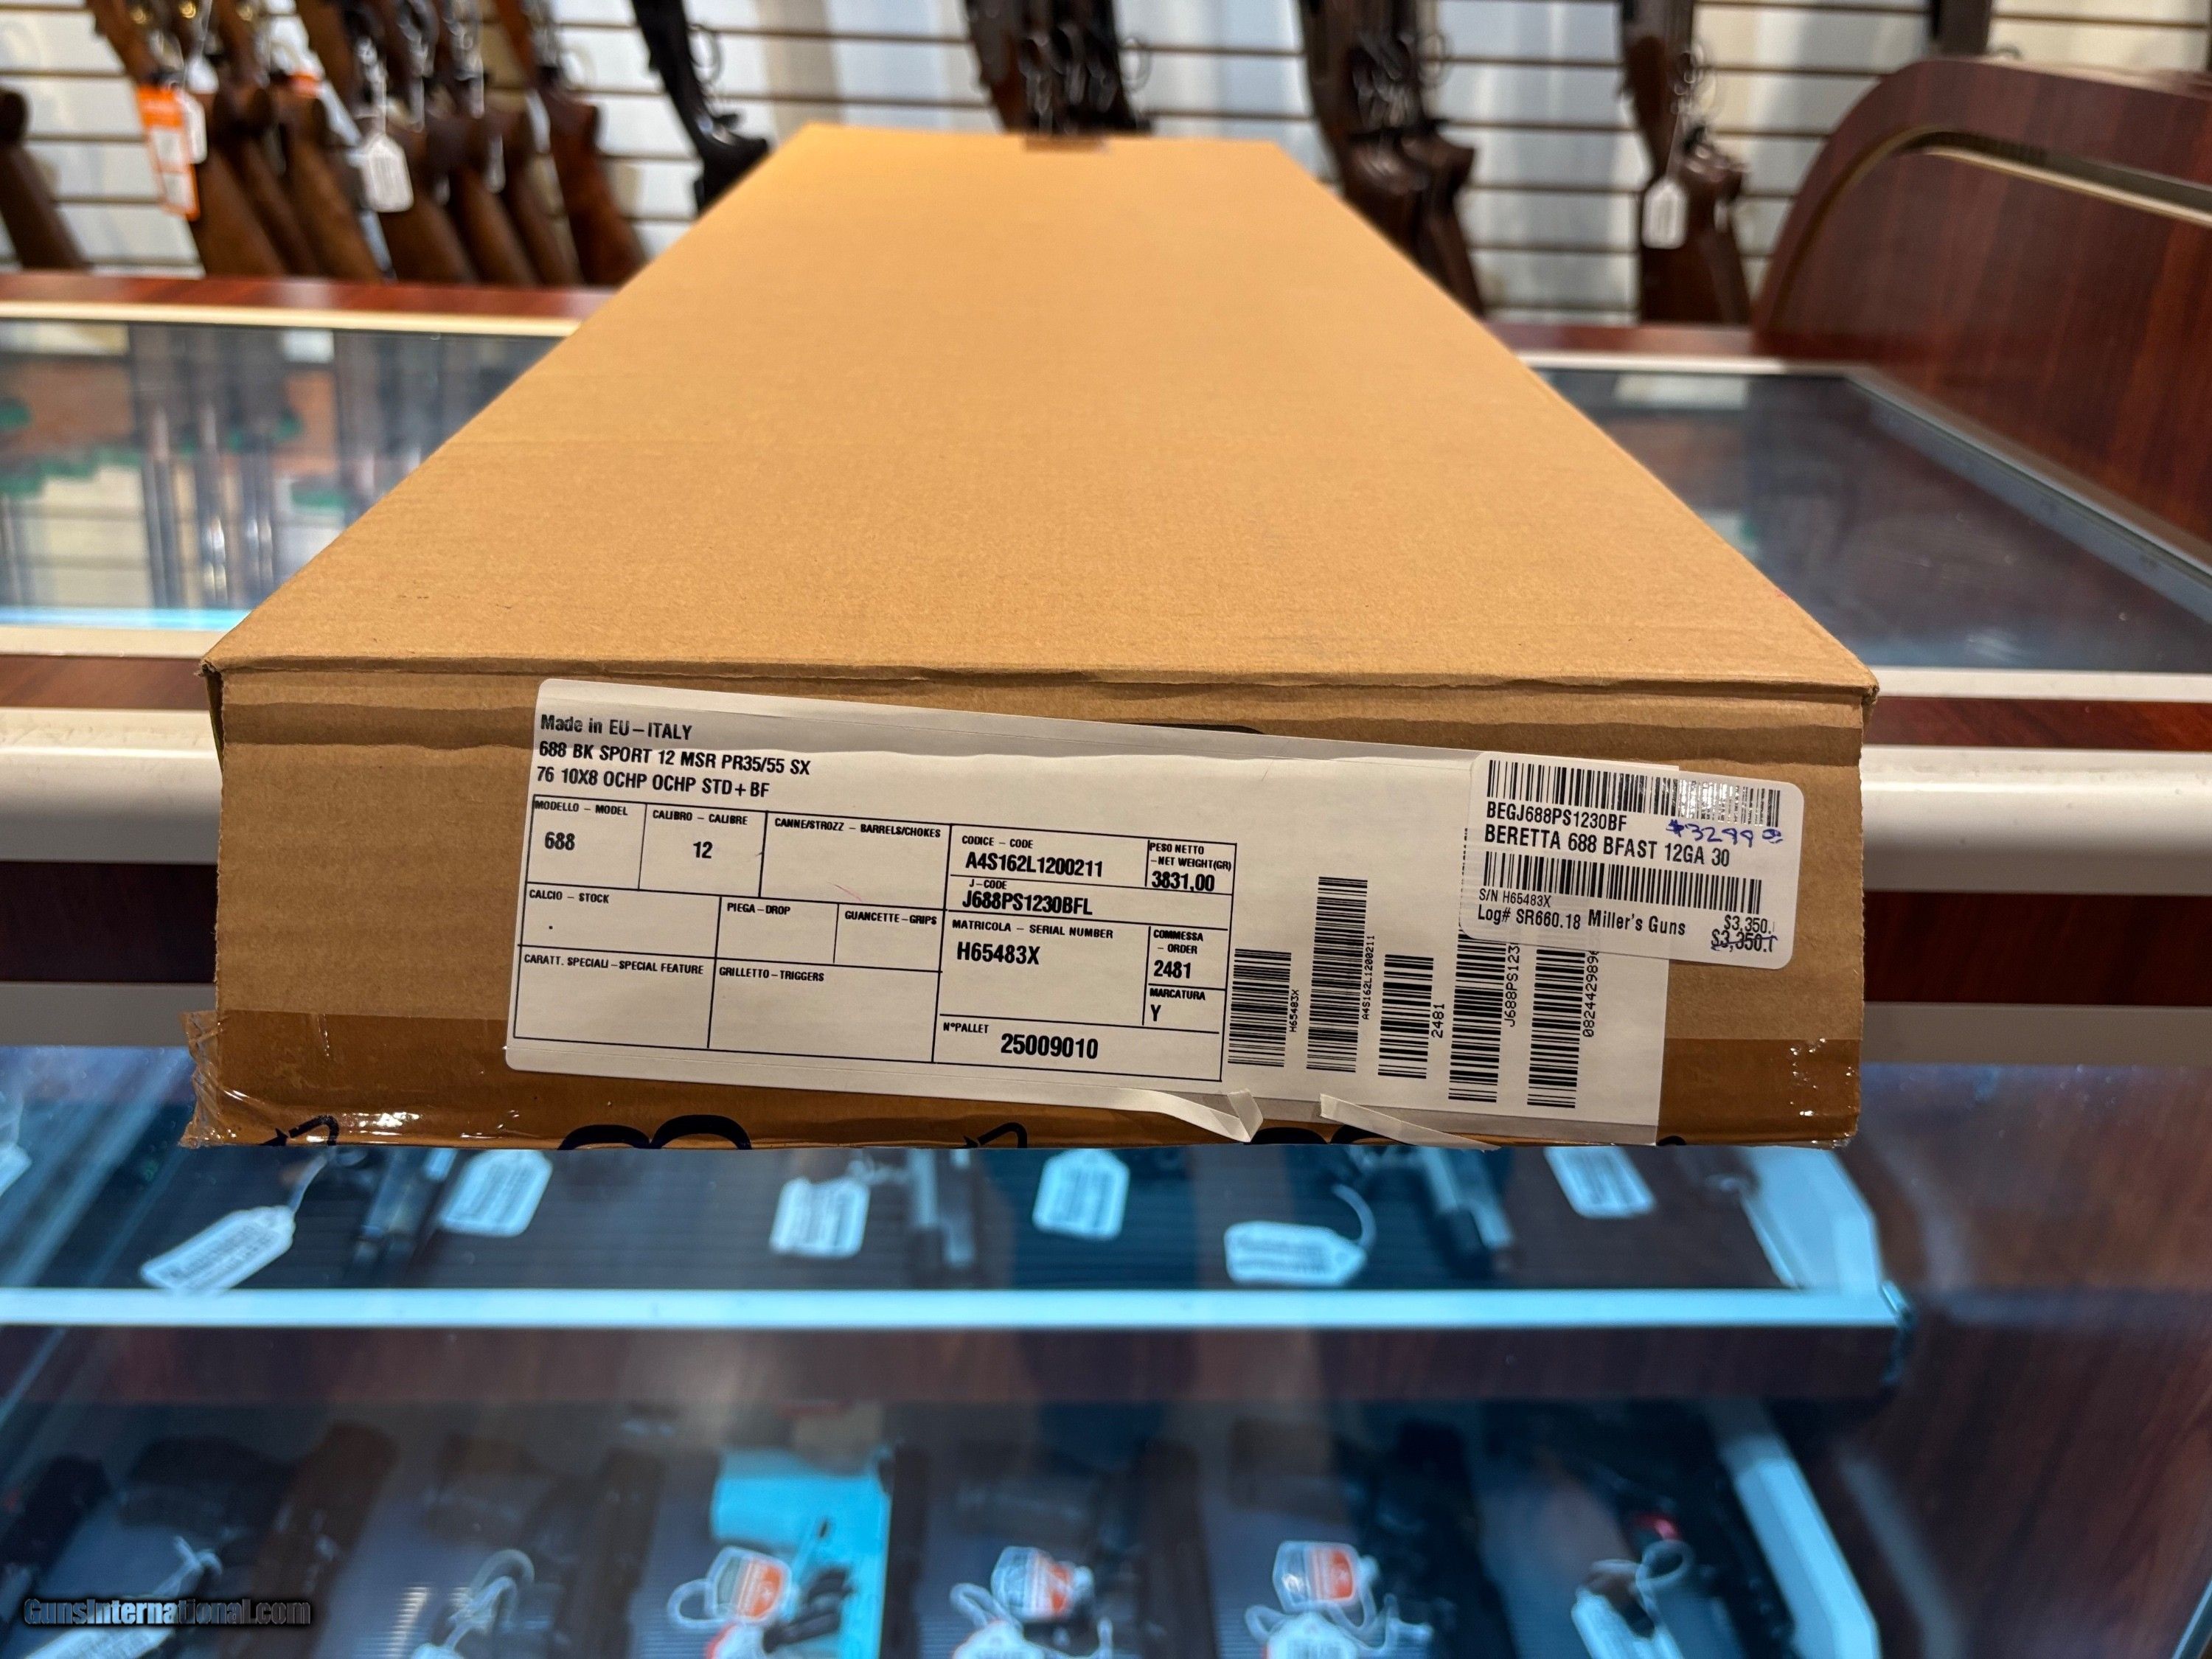 Made in EU-ITALY
688 BK SPORT 12 MSR PR35/55 SX
76 10X8 OCHP OCHP STD+BF
MODELLO - MODEL
688
CALIBRO - CALIBRE
12
CANNE/STROZZ - BARRELS/CHOKES
CODICE - CODE
A4S162L1200211
PESO NETTO
-NET WEIGHT(GR)
3831,00
J-CODE
J688PS1230BFL
CALCIO - STOCK
.
PIEGA-DROP
GUANCETTE-GRIPS
MATRICOLA - SERIAL NUMBER
H65483X
COMMESSA
- ORDER
2481
MARCATURA
Y
CARATT. SPECIALI-SPECIAL FEATURE
GRILLETTO-TRIGGERS
N°PALLET
25009010
H65483X
A4S162L1200211
2481
J688PS123
0824429896
BEGJ688PS1230BF
$3299
BERETTA 688 BFAST 12GA 30
S/N H65483X
Log# SR660.18 Miller's Guns
$3,350.
$3,350.
GunsInternational.com